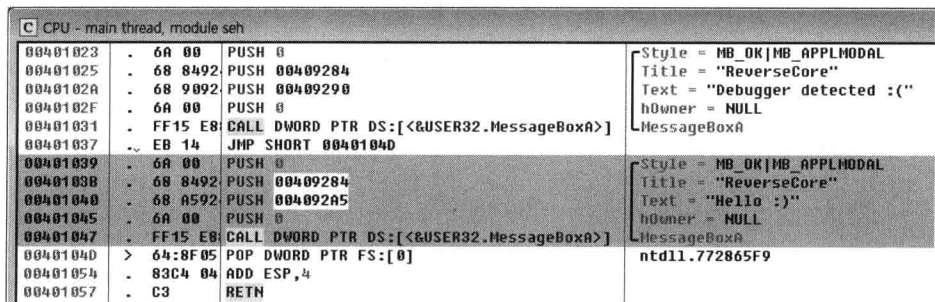 C CPU - main thread, module seh
00401023 . 6A 00 PUSH 0 Style = MB_OK|MB_APPLMODAL
00401025 . 68 8492 PUSH 00409284 Title = "ReverseCore"
0040102A . 68 9092 PUSH 00409290 Text = "Debugger detected :("
0040102F . 6A 00 PUSH 0 hOwner = NULL
00401031 . FF15 E8 CALL DWORD PTR DS:[<&USER32.MessageBoxA>] MessageBoxA
00401037 . EB 14 JMP SHORT 0040104D
00401039 . 6A 00 PUSH 0 Style = MB_OK|MB_APPLMODAL
0040103B . 68 8492 PUSH 00409284 Title = "ReverseCore"
00401040 . 68 A592 PUSH 004092A5 Text = "Hello :)"
00401045 . 6A 00 PUSH 0 hOwner = NULL
00401047 . FF15 E8 CALL DWORD PTR DS:[<&USER32.MessageBoxA>] MessageBoxA
0040104D > 64:8F05 POP DWORD PTR FS:[0] ntdll.772865F9
00401054 . 83C4 04 ADD ESP,4
00401057 . C3 RETN